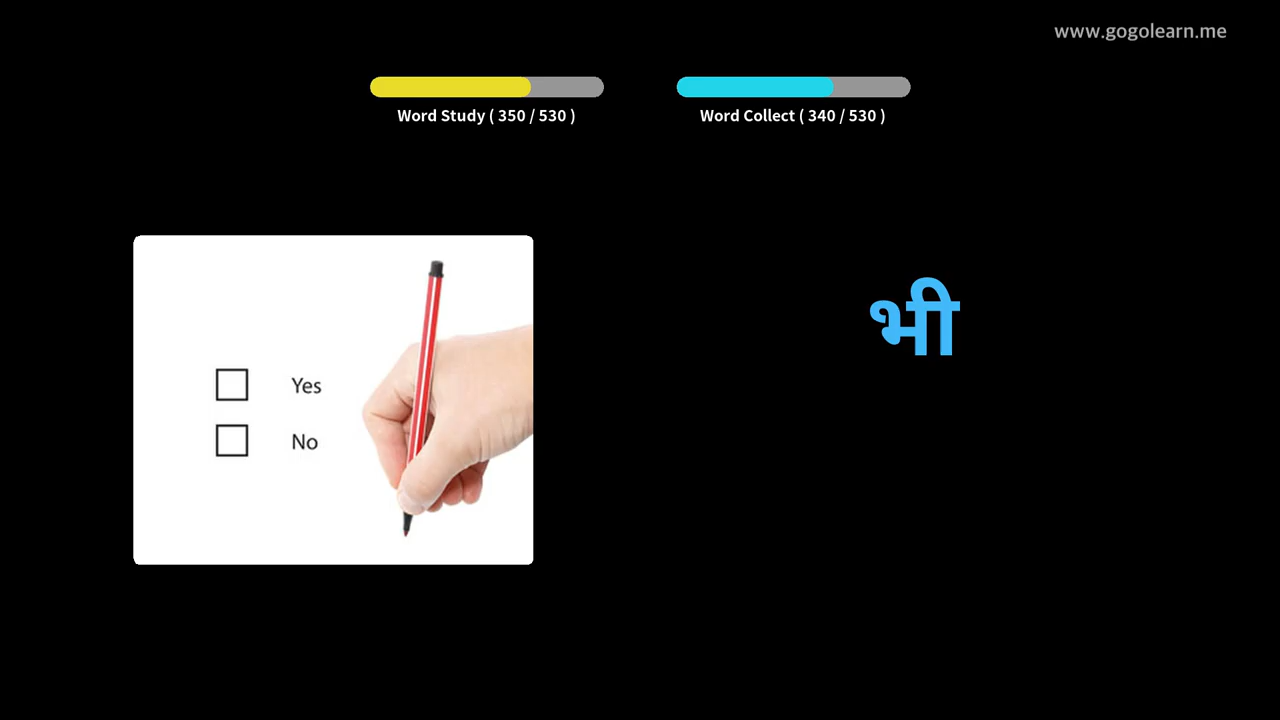 www.gogolearn.me
Word Study ( 350 / 530 )
Word Collect ( 340 / 530 )
भी
Yes
No